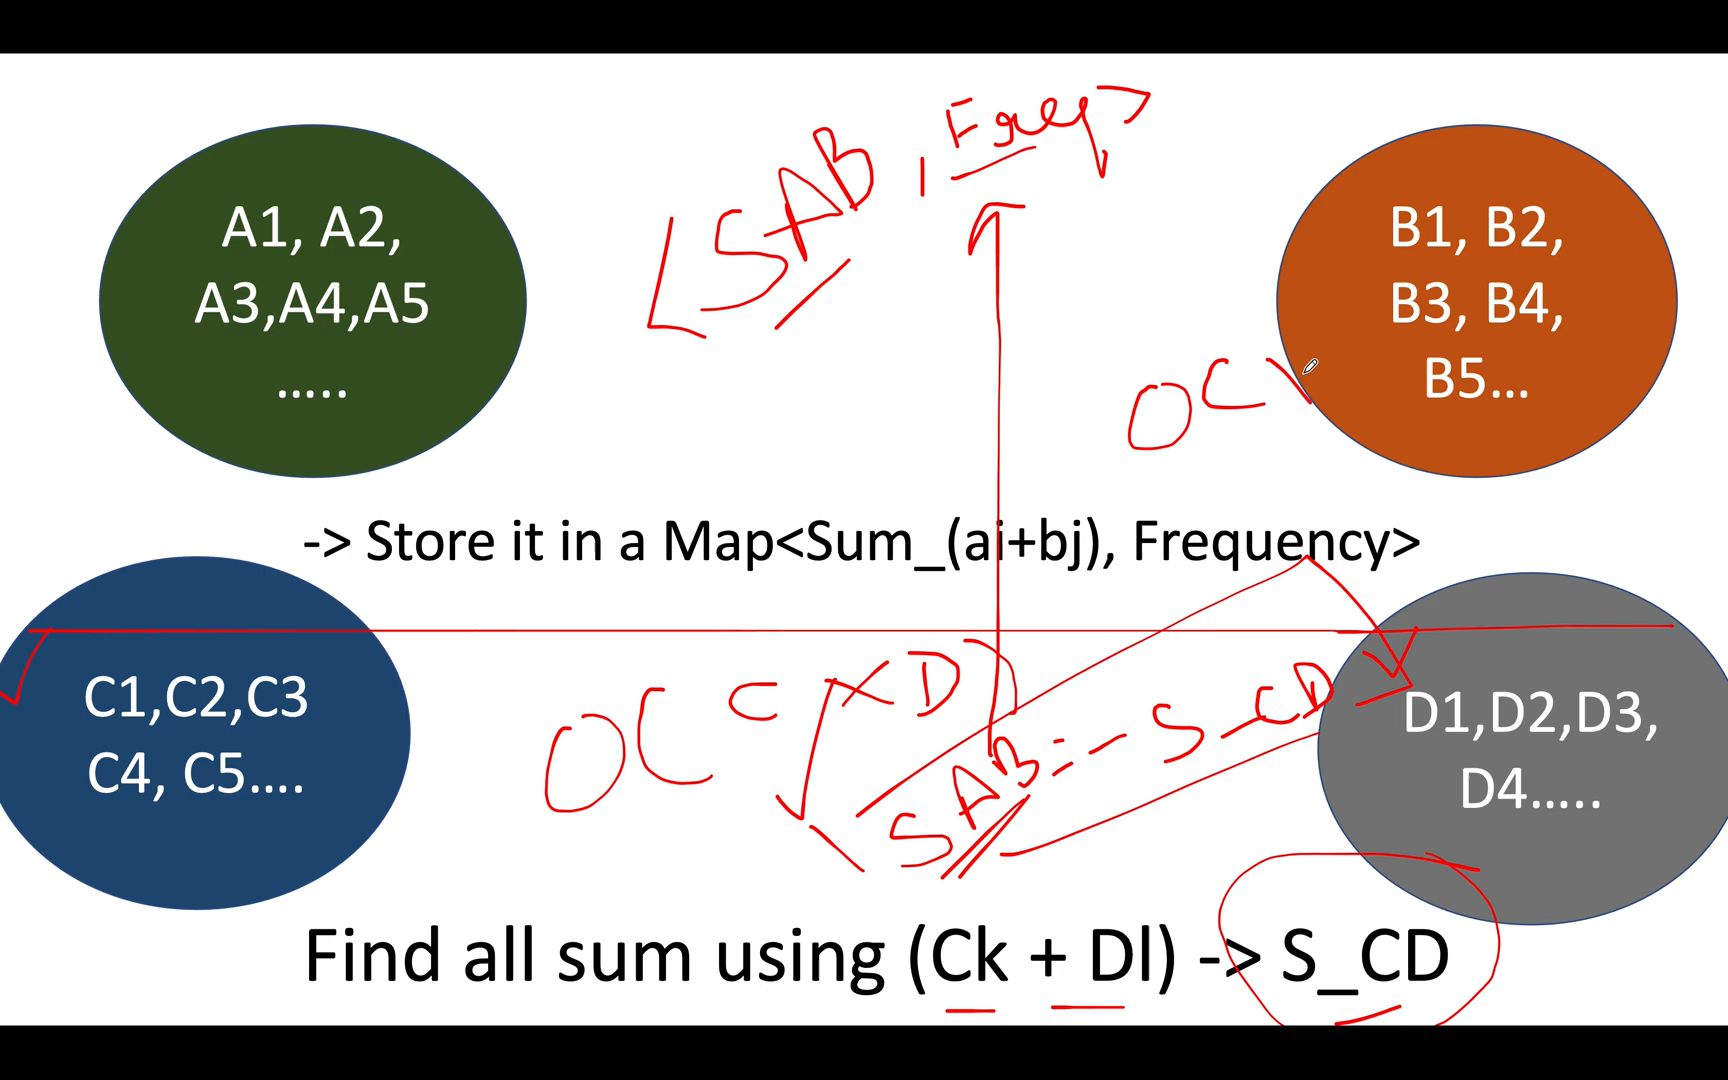 [SAB, Freq>
A1, A2,
A3,A4,A5
…..
B1, B2,
B3, B4,
B5…
OC
-> Store it in a Map<Sum_(ai+bj), Frequency>
C1,C2,C3
C4, C5….
OC C X D)
SAB = - S_CD
D1,D2,D3,
D4…..
Find all sum using (Ck + Dl) -> S_CD